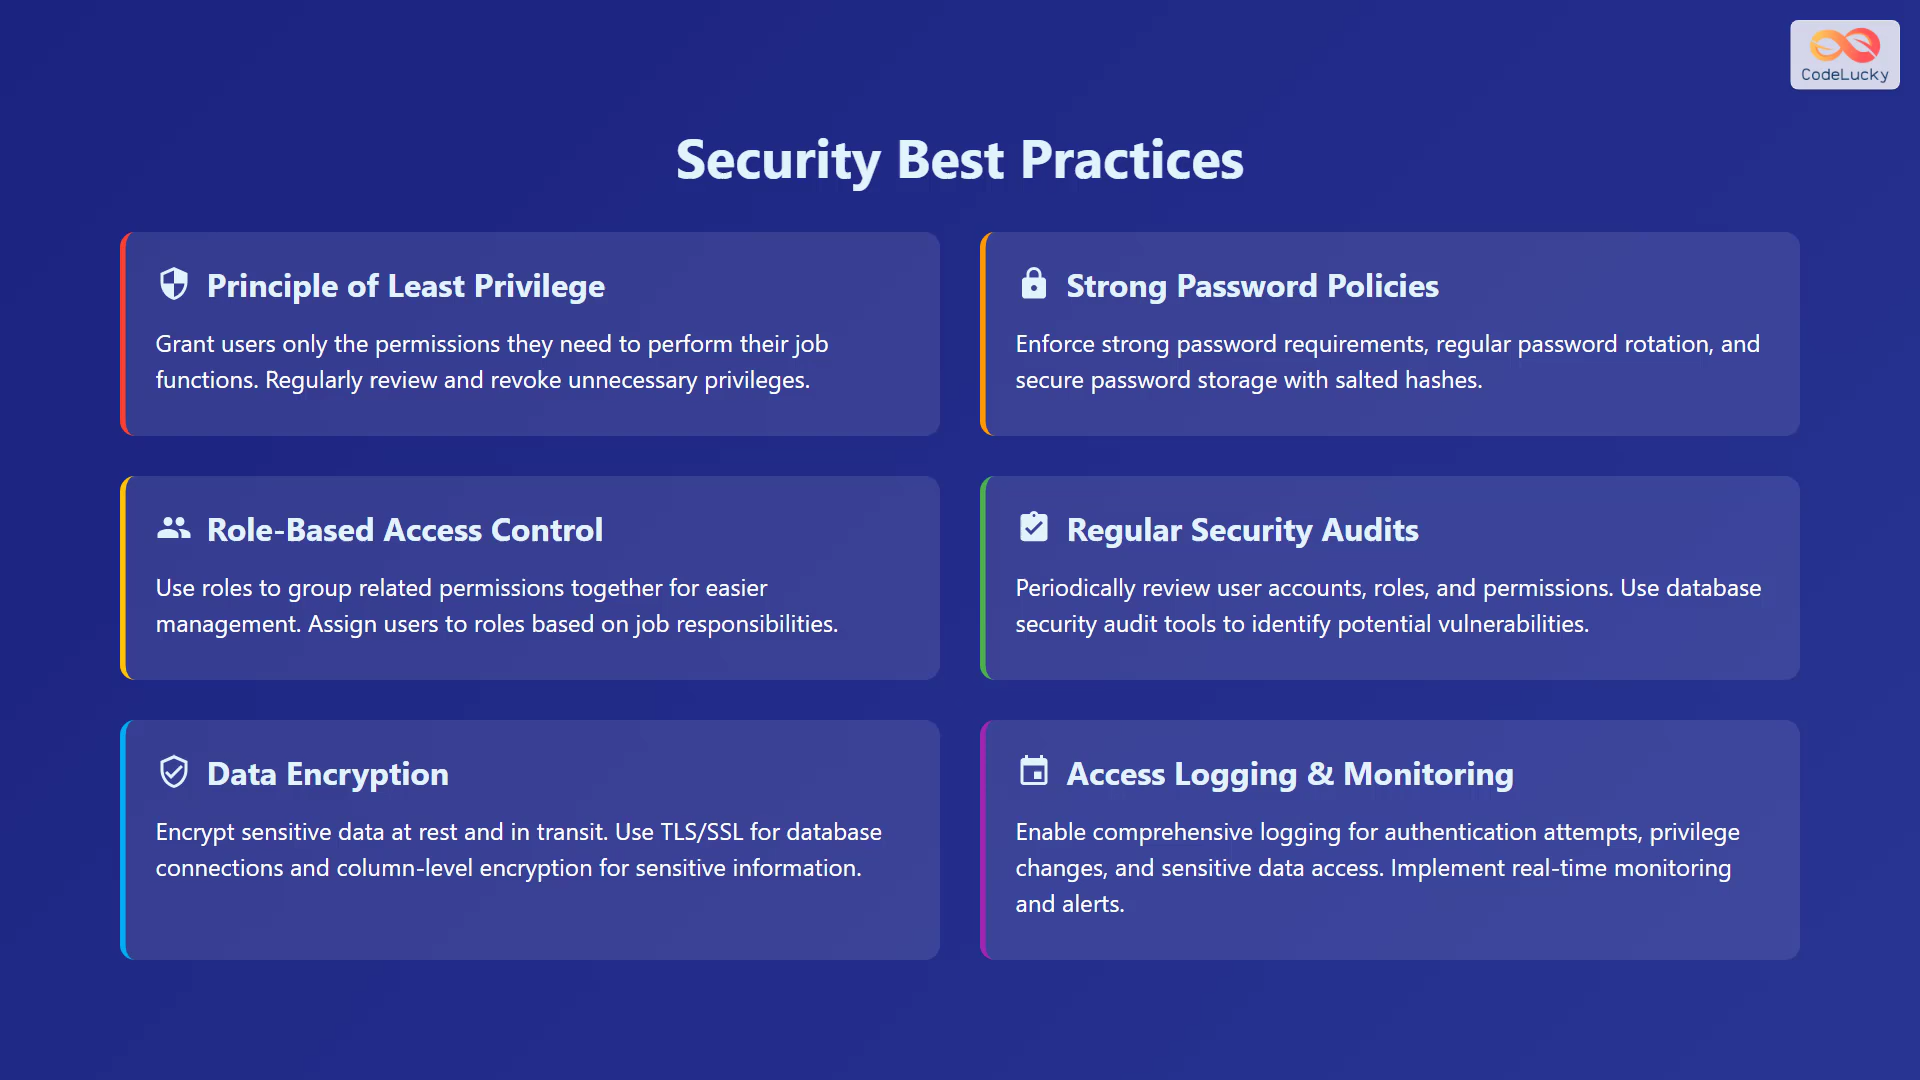 CodeLucky
Security Best Practices
Principle of Least Privilege
Grant users only the permissions they need to perform their job
functions. Regularly review and revoke unnecessary privileges.
Strong Password Policies
Enforce strong password requirements, regular password rotation, and
secure password storage with salted hashes.
Role-Based Access Control
Use roles to group related permissions together for easier
management. Assign users to roles based on job responsibilities.
Regular Security Audits
Periodically review user accounts, roles, and permissions. Use database
security audit tools to identify potential vulnerabilities.
Data Encryption
Encrypt sensitive data at rest and in transit. Use TLS/SSL for database
connections and column-level encryption for sensitive information.
Access Logging & Monitoring
Enable comprehensive logging for authentication attempts, privilege
changes, and sensitive data access. Implement real-time monitoring
and alerts.